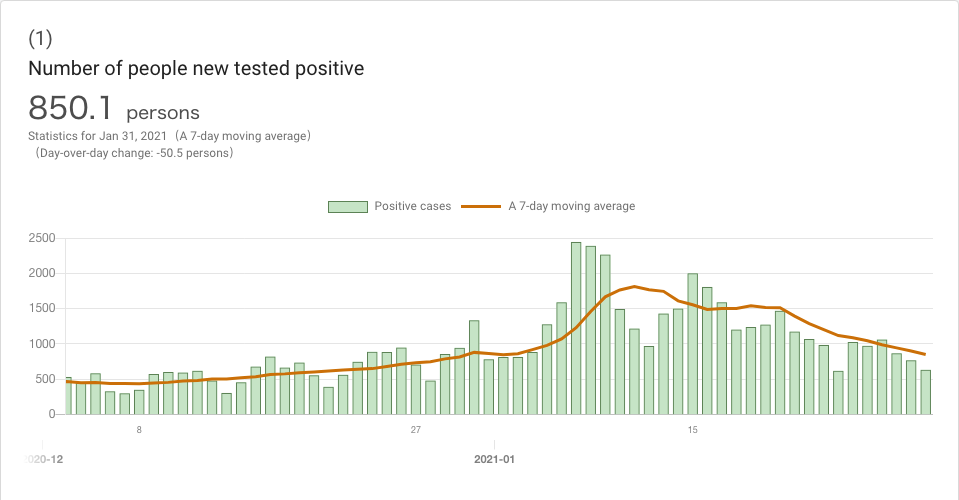 (1)
Number of people new tested positive
850.1 persons
Statistics for Jan 31, 2021 (A 7-day moving average)
(Day-over-day change: -50.5 persons)
Positive cases A 7-day moving average
2500
2000
1500
1000
500
0
8 27 15
2020-12 2021-01